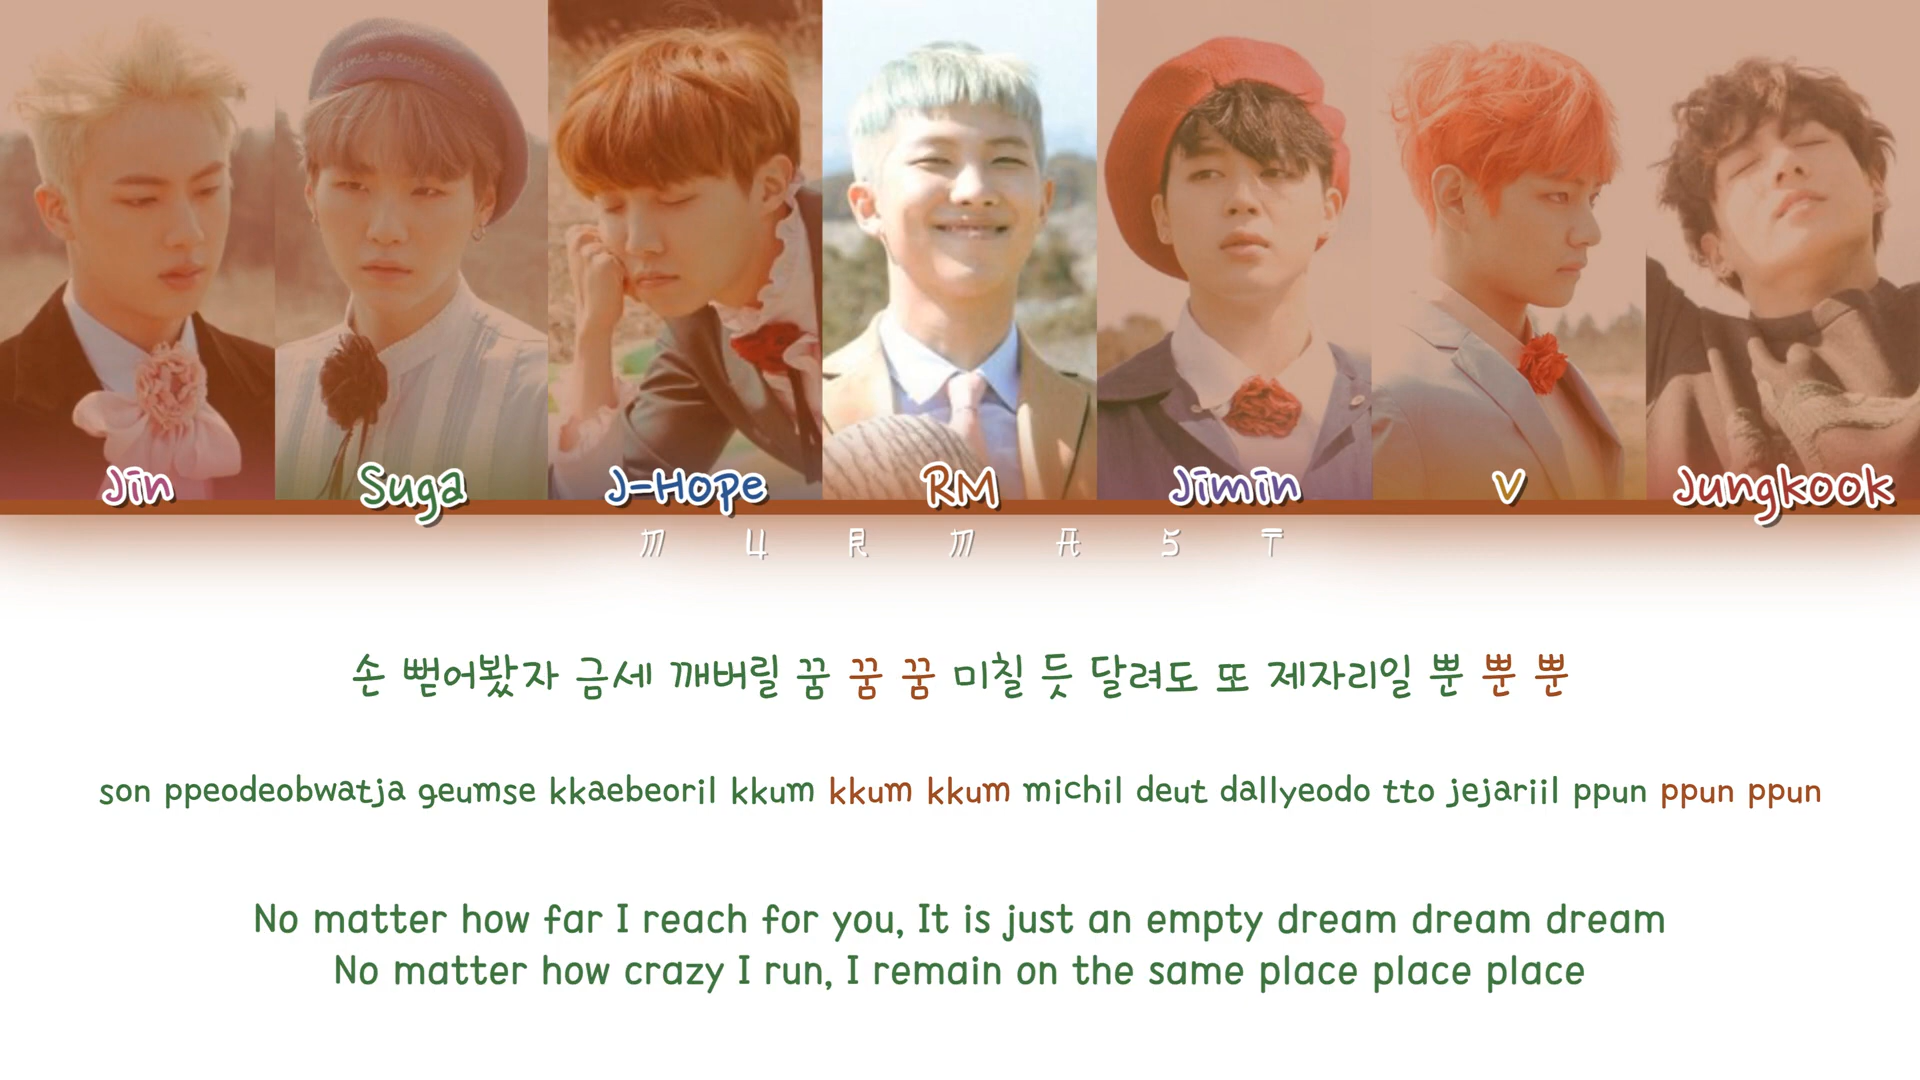 Jin Suga J-Hope RM Jimin V Jungkook
손 뻗어봤자 금세 깨버릴 꿈 꿈 꿈 미칠 듯 달려도 또 제자리일 뿐 뿐 뿐
son ppeodeobwatja geumse kkaebeoril kkum kkum kkum michil deut dallyeodo tto jejariil ppun ppun ppun
No matter how far I reach for you, It is just an empty dream dream dream
No matter how crazy I run, I remain on the same place place place